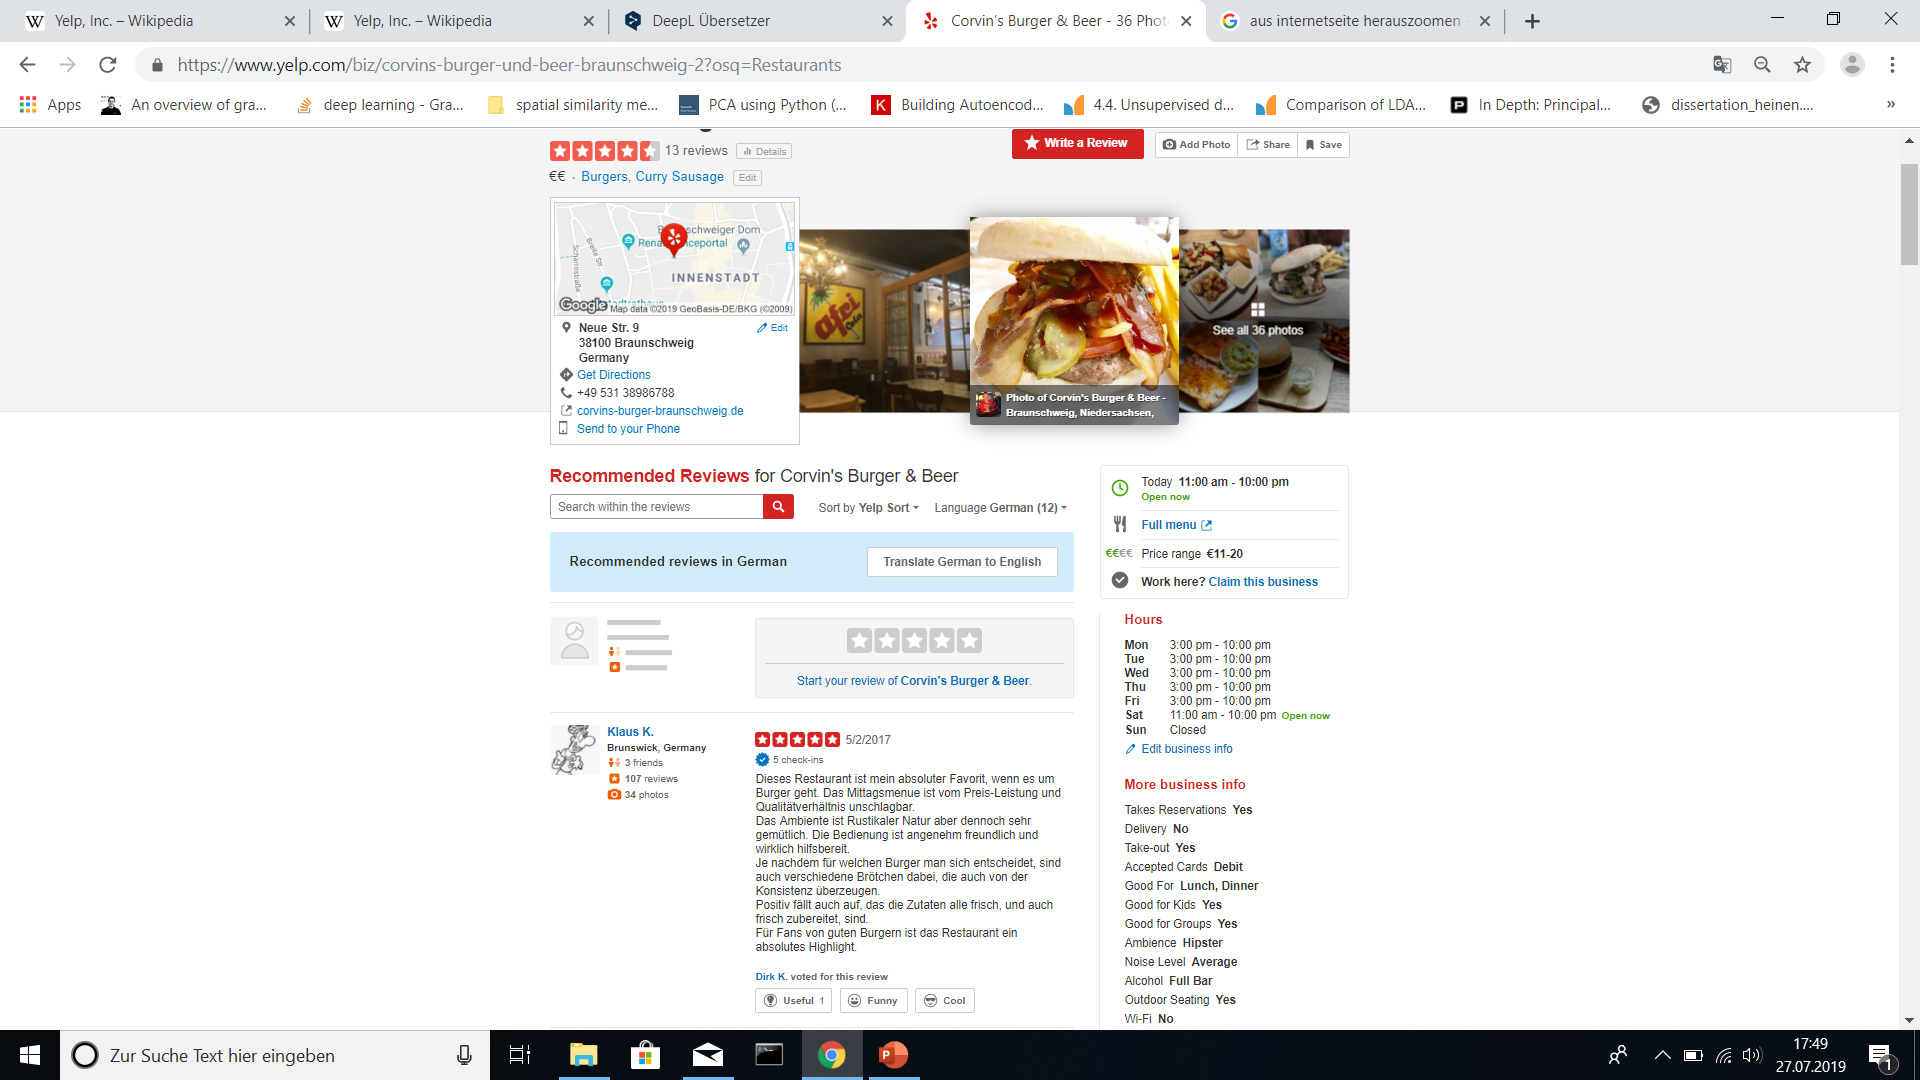 Yelp, Inc. – Wikipedia
Yelp, Inc. – Wikipedia
DeepL Übersetzer
Corvin's Burger & Beer - 36 Phot
aus internetseite herauszoomen
https://www.yelp.com/biz/corvins-burger-und-beer-braunschweig-2?osq=Restaurants
Apps
An overview of gra...
deep learning - Gra...
spatial similarity me...
PCA using Python (...
Building Autoencod...
4.4. Unsupervised d...
Comparison of LDA...
In Depth: Principal...
dissertation_heinen....
»
13 reviews
Details
Write a Review
Add Photo
Share
Save
€€ · Burgers, Curry Sausage
Edit
schweiger Dom
Breite Str.
Scharrnstraße
INNENSTADT
Google
Map data ©2019 GeoBasis-DE/BKG (©2009)
Neue Str. 9
38100 Braunschweig
Germany
Edit
Get Directions
+49 531 38986788
corvins-burger-braunschweig.de
Send to your Phone
afri
Cola
Photo of Corvin's Burger & Beer -
Braunschweig, Niedersachsen,
See all 36 photos
Recommended Reviews for Corvin's Burger & Beer
Search within the reviews
Sort by Yelp Sort
Language German (12)
Recommended reviews in German
Translate German to English
Start your review of Corvin's Burger & Beer.
Klaus K.
Brunswick, Germany
3 friends
107 reviews
34 photos
5/2/2017
5 check-ins
Dieses Restaurant ist mein absoluter Favorit, wenn es um
Burger geht. Das Mittagsmenue ist vom Preis-Leistung und
Qualitätverhältnis unschlagbar.
Das Ambiente ist Rustikaler Natur aber dennoch sehr
gemütlich. Die Bedienung ist angenehm freundlich und
wirklich hilfsbereit.
Je nachdem für welchen Burger man sich entscheidet, sind
auch verschiedene Brötchen dabei, die auch von der
Konsistenz überzeugen.
Positiv fällt auch auf, das die Zutaten alle frisch, und auch
frisch zubereitet, sind.
Für Fans von guten Burgern ist das Restaurant ein
absolutes Highlight.
Dirk K. voted for this review
Useful 1
Funny
Cool
Today 11:00 am - 10:00 pm
Open now
Full menu
€€€€ Price range €11-20
Work here? Claim this business
Hours
Mon 3:00 pm - 10:00 pm
Tue 3:00 pm - 10:00 pm
Wed 3:00 pm - 10:00 pm
Thu 3:00 pm - 10:00 pm
Fri 3:00 pm - 10:00 pm
Sat 11:00 am - 10:00 pm Open now
Sun Closed
Edit business info
More business info
Takes Reservations Yes
Delivery No
Take-out Yes
Accepted Cards Debit
Good For Lunch, Dinner
Good for Kids Yes
Good for Groups Yes
Ambience Hipster
Noise Level Average
Alcohol Full Bar
Outdoor Seating Yes
Wi-Fi No
Zur Suche Text hier eingeben
17:49
27.07.2019
1